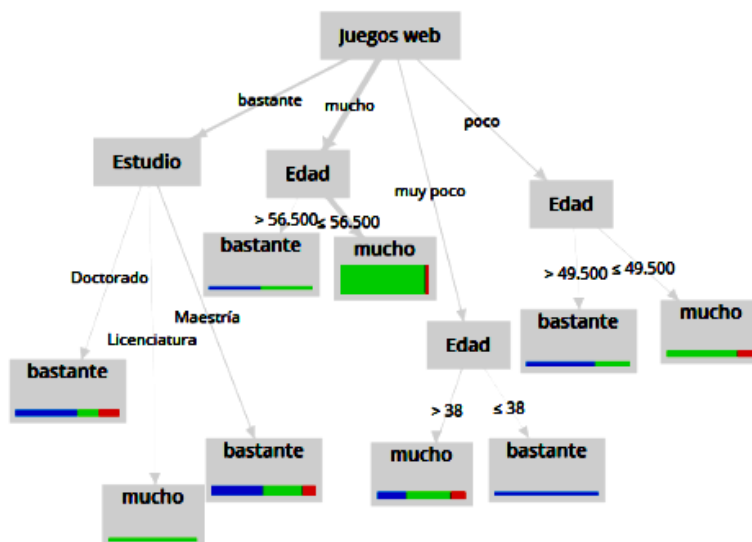 Juegos web
bastante
mucho
poco
muy poco
Estudio
Edad
Edad
> 56.500
≤ 56.500
bastante
mucho
Doctorado
Licenciatura
Maestría
> 49.500
≤ 49.500
bastante
mucho
Edad
bastante
> 38
≤ 38
bastante
mucho
bastante
mucho